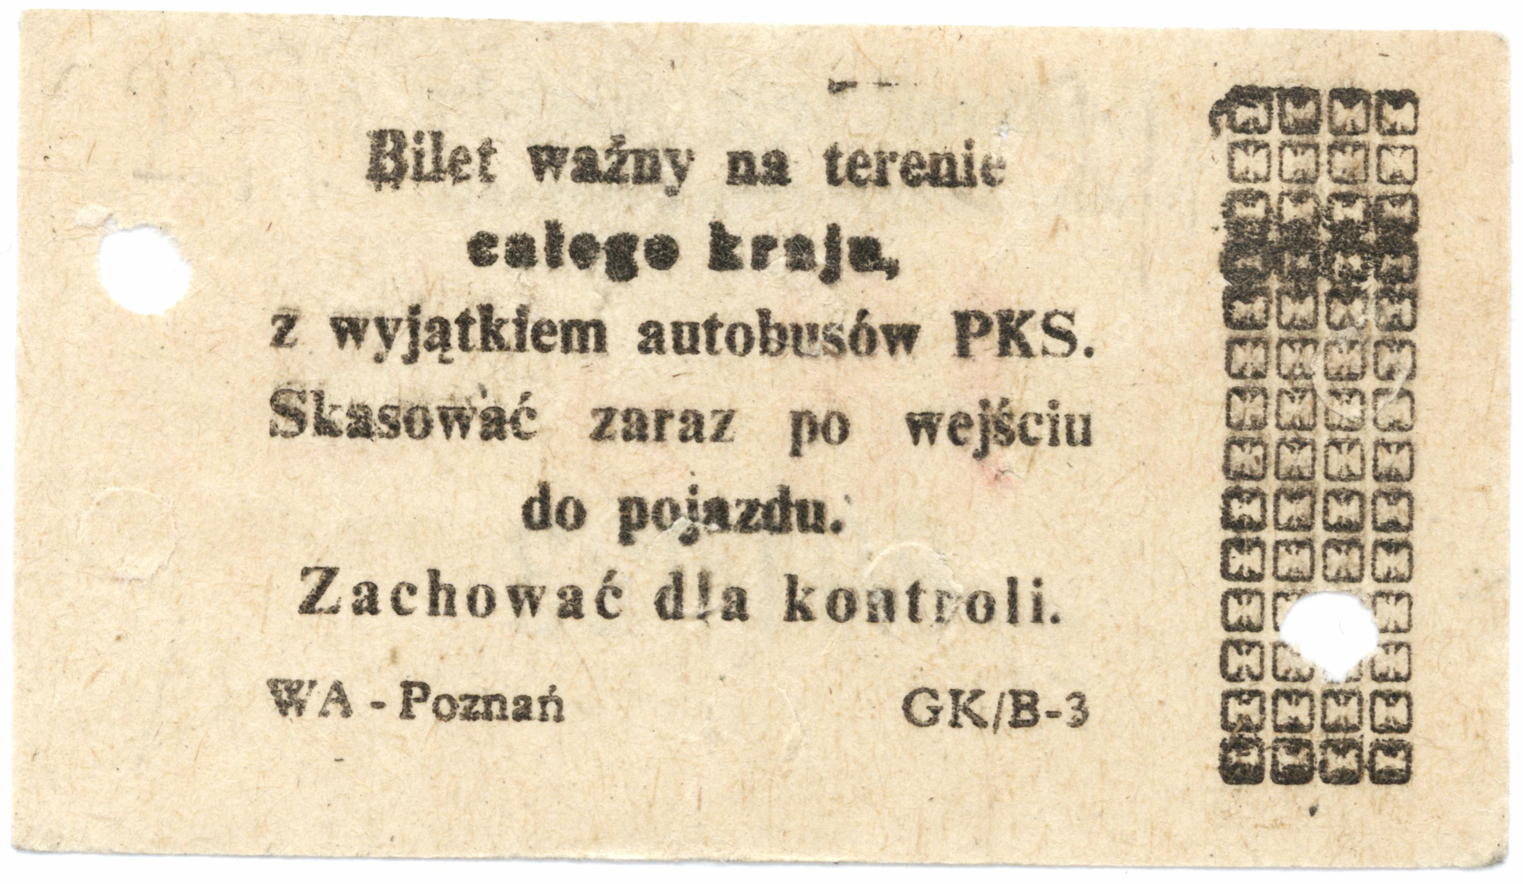 Bilet ważny na terenie
całego kraju,
z wyjątkiem autobusów PKS.
Skasować zaraz po wejściu
do pojazdu.
Zachować dla kontroli.
WA - Poznań GK/B-3